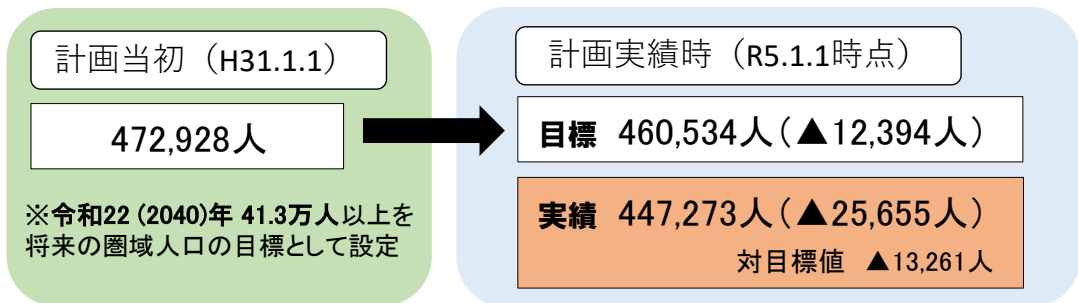 計画当初（H31.1.1）
472,928人
※令和22 (2040)年 41.3万人以上を
将来の圏域人口の目標として設定
計画実績時（R5.1.1時点）
目標 460,534人（▲12,394人）
実績 447,273人（▲25,655人）
対目標値 ▲13,261人